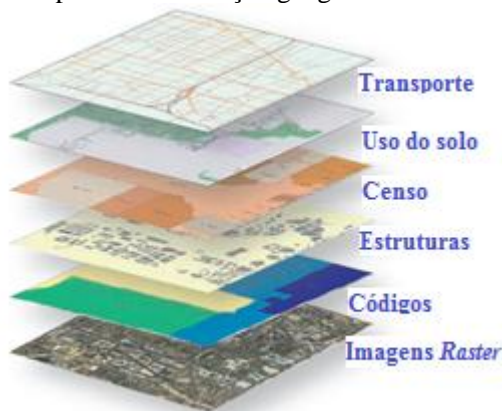 Transporte
Uso do solo
Censo
Estruturas
Códigos
Imagens Raster